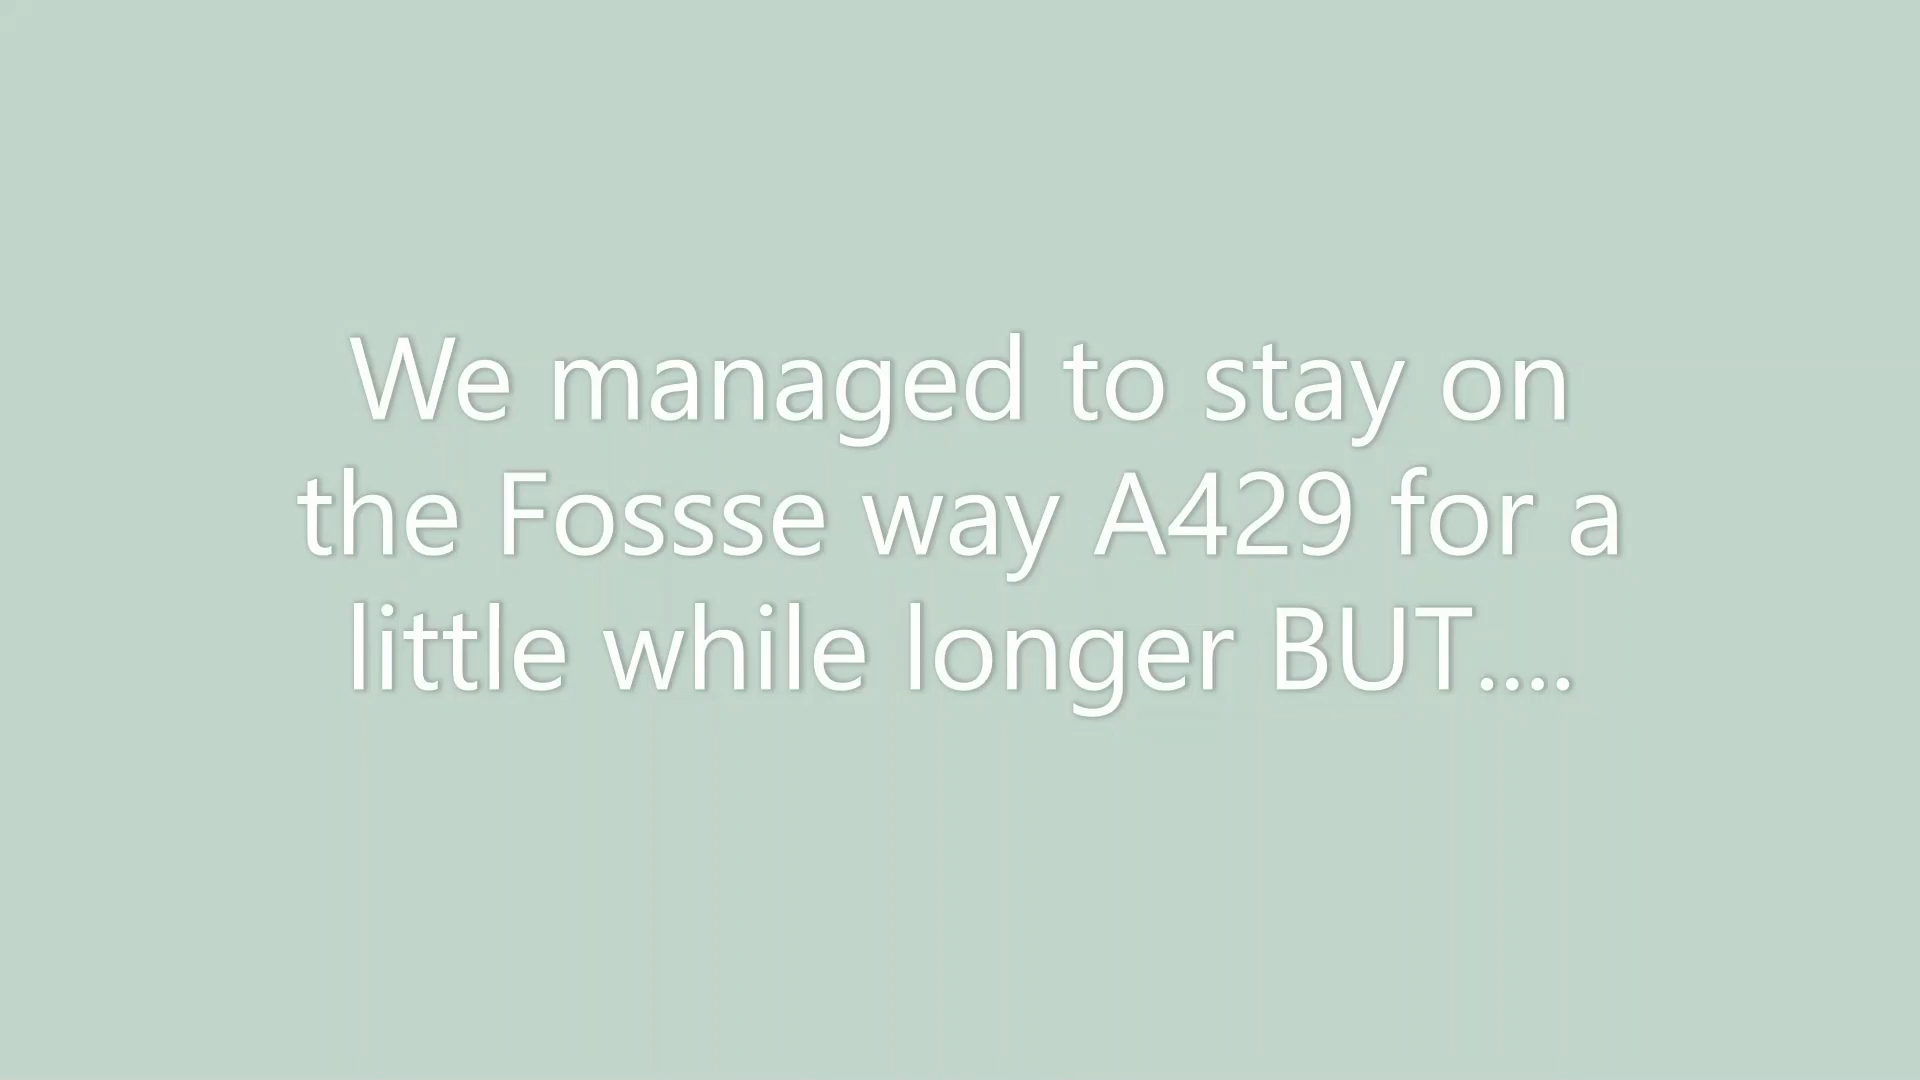 We managed to stay on
the Fossse way A429 for a
little while longer BUT....